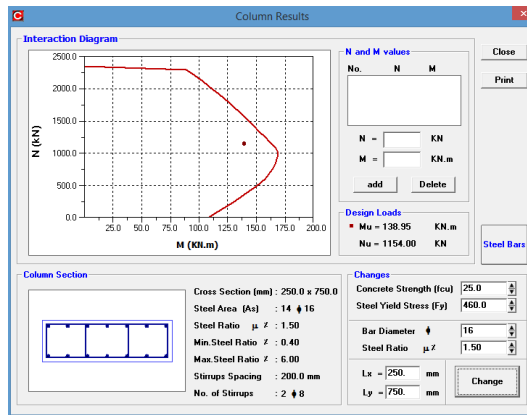 C
Column Results
x
Interaction Diagram
N (kN)
2500.0
2000.0
1500.0
1000.0
500.0
0.0
25.0 50.0 75.0 100.0 125.0 150.0 175.0 200.0
M (KN.m)
N and M values
No. N M
N = KN
M = KN.m
add Delete
Design Loads
Mu = 138.95 KN.m
Nu = 1154.00 KN
Close
Print
Steel Bars
Column Section
Cross Section (mm) : 250.0 x 750.0
Steel Area (As) : 14 ϕ 16
Steel Ratio μ % : 1.50
Min.Steel Ratio % : 0.40
Max.Steel Ratio % : 6.00
Stirrups Spacing : 200.0 mm
No. of Stirrups : 2 ϕ 8
Changes
Concrete Strength (fcu) 25.0
Steel Yield Stress (Fy) 460.0
Bar Diameter ϕ 16
Steel Ratio μ % 1.50
Lx = 250. mm
Ly = 750. mm
Change